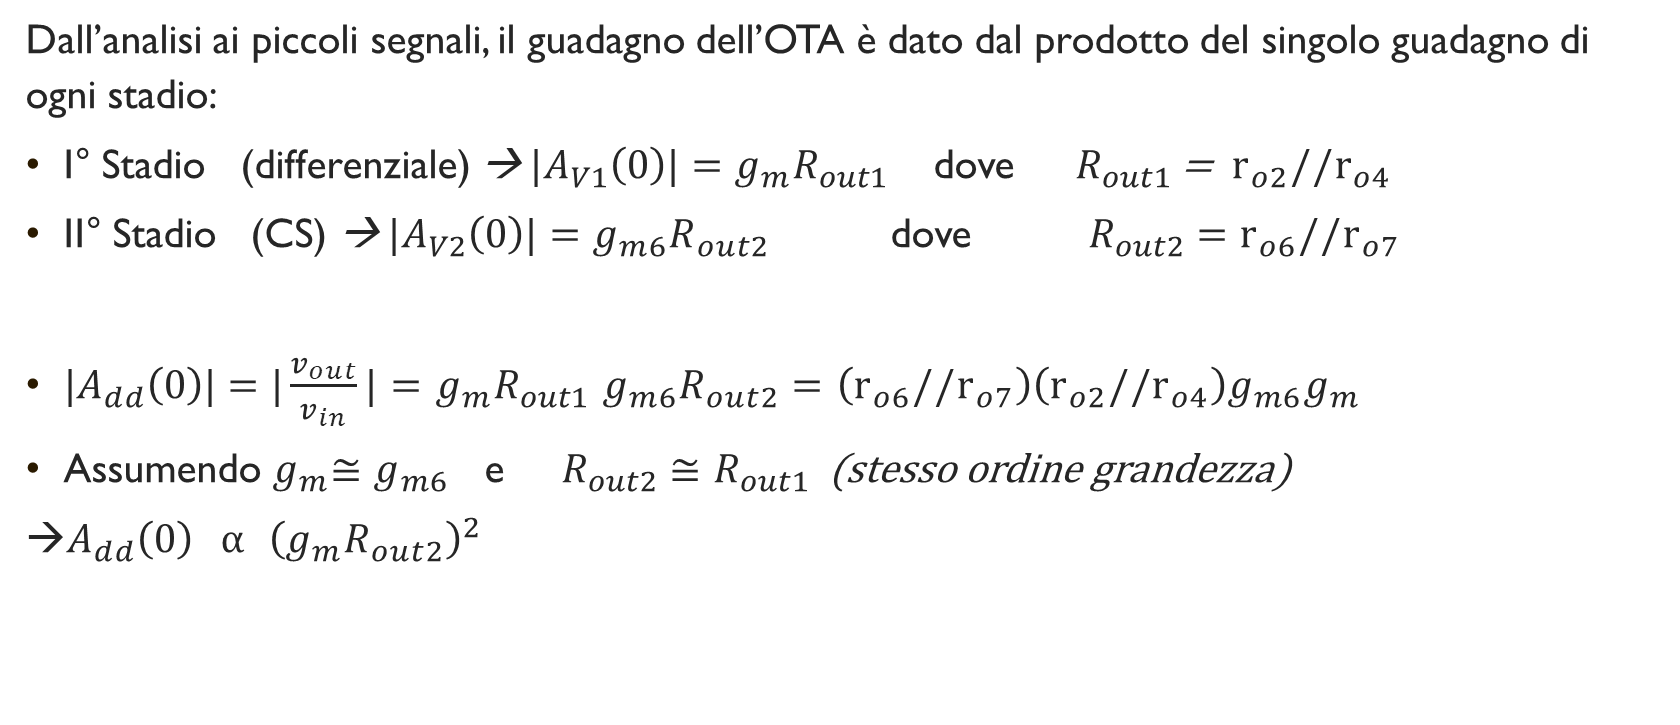 Dall’analisi ai piccoli segnali, il guadagno dell’OTA è dato dal prodotto del singolo guadagno di
ogni stadio:
• I° Stadio (differenziale) → |A_{V1}(0)| = g_m R_{out1} dove R_{out1} = r_{o2}//r_{o4}
• II° Stadio (CS) → |A_{V2}(0)| = g_{m6} R_{out2} dove R_{out2} = r_{o6}//r_{o7}
• |A_{dd}(0)| = |\frac{v_{out}}{v_{in}}| = g_m R_{out1} g_{m6} R_{out2} = (r_{o6}//r_{o7})(r_{o2}//r_{o4})g_{m6} g_m
• Assumendo g_m ≅ g_{m6} e R_{out2} ≅ R_{out1} (stesso ordine grandezza)
→ A_{dd}(0) α (g_m R_{out2})^2